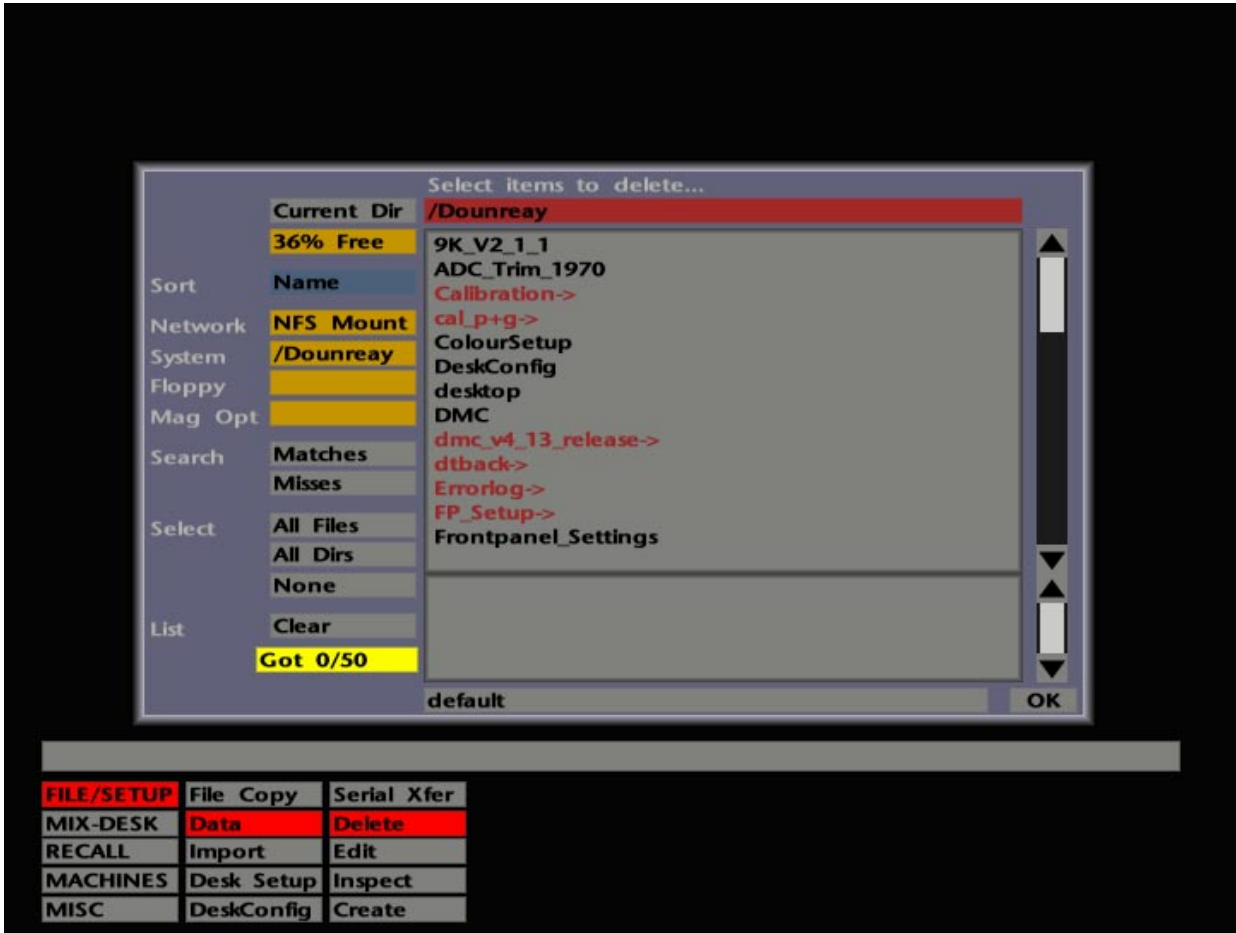 Select items to delete...
Current Dir /Dounreay
36% Free
9K_V2_1_1
ADC_Trim_1970
Sort Name
Calibration->
Network NFS Mount
cal_p+g->
ColourSetup
System /Dounreay
DeskConfig
Floppy
desktop
Mag Opt
DMC
dmc_v4_13_release->
Search Matches
dtback->
Misses
Errorlog->
FP_Setup->
Select All Files
Frontpanel_Settings
All Dirs
None
List Clear
Got 0/50
default OK
FILE/SETUP File Copy Serial Xfer
MIX-DESK Data Delete
RECALL Import Edit
MACHINES Desk Setup Inspect
MISC DeskConfig Create